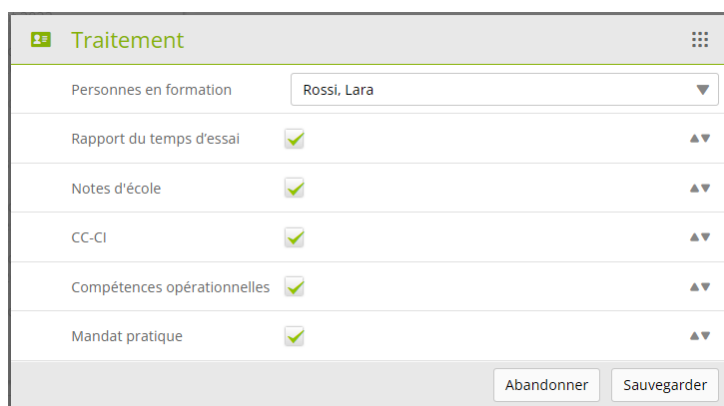 Traitement
Personnes en formation
Rossi, Lara
Rapport du temps d’essai
Notes d'école
CC-CI
Compétences opérationnelles
Mandat pratique
Abandonner
Sauvegarder